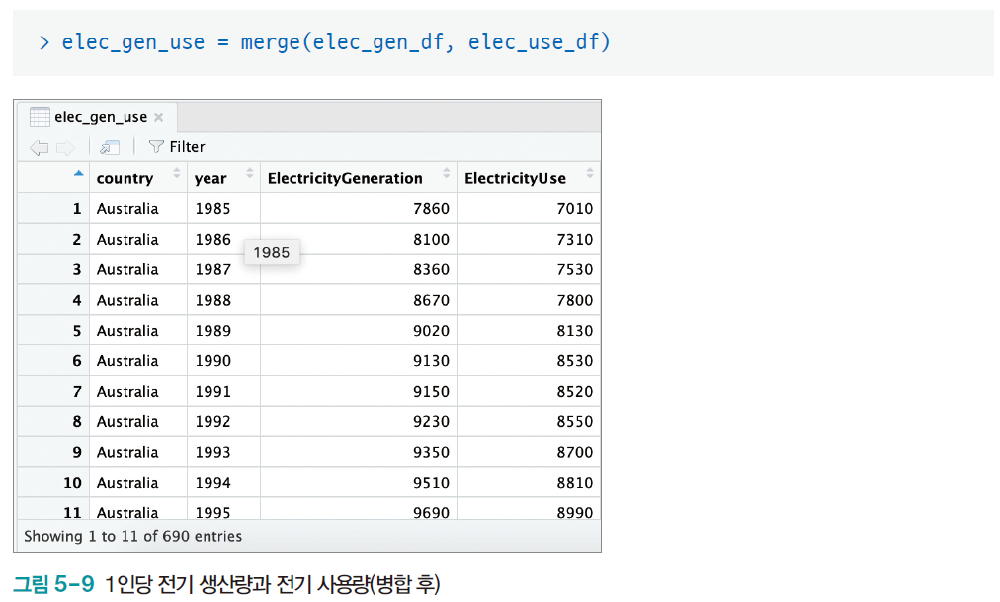 > elec_gen_use = merge(elec_gen_df, elec_use_df)
elec_gen_use ×
Filter
country year ElectricityGeneration ElectricityUse
1 Australia 1985 7860 7010
2 Australia 1986 8100 7310
1985
3 Australia 1987 8360 7530
4 Australia 1988 8670 7800
5 Australia 1989 9020 8130
6 Australia 1990 9130 8530
7 Australia 1991 9150 8520
8 Australia 1992 9230 8550
9 Australia 1993 9350 8700
10 Australia 1994 9510 8810
11 Australia 1995 9690 8990
Showing 1 to 11 of 690 entries
그림 5-9 1인당 전기 생산량과 전기 사용량(병합 후)